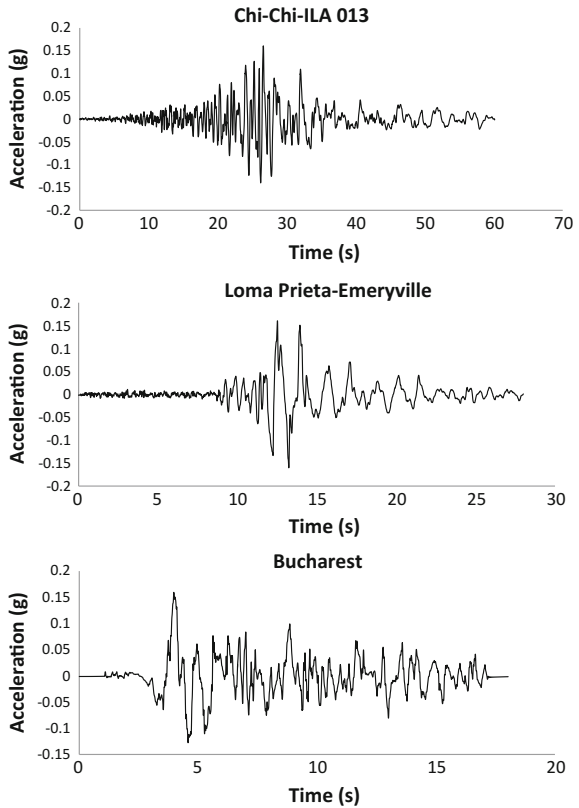 Chi-Chi-ILA 013
Acceleration (g)
0.2
0.15
0.1
0.05
0
-0.05
-0.1
-0.15
-0.2
0 10 20 30 40 50 60 70
Time (s)
Loma Prieta-Emeryville
Acceleration (g)
0.2
0.15
0.1
0.05
0
-0.05
-0.1
-0.15
-0.2
0 5 10 15 20 25 30
Time (s)
Bucharest
Acceleration (g)
0.2
0.15
0.1
0.05
0
-0.05
-0.1
-0.15
0 5 10 15 20
Time (s)